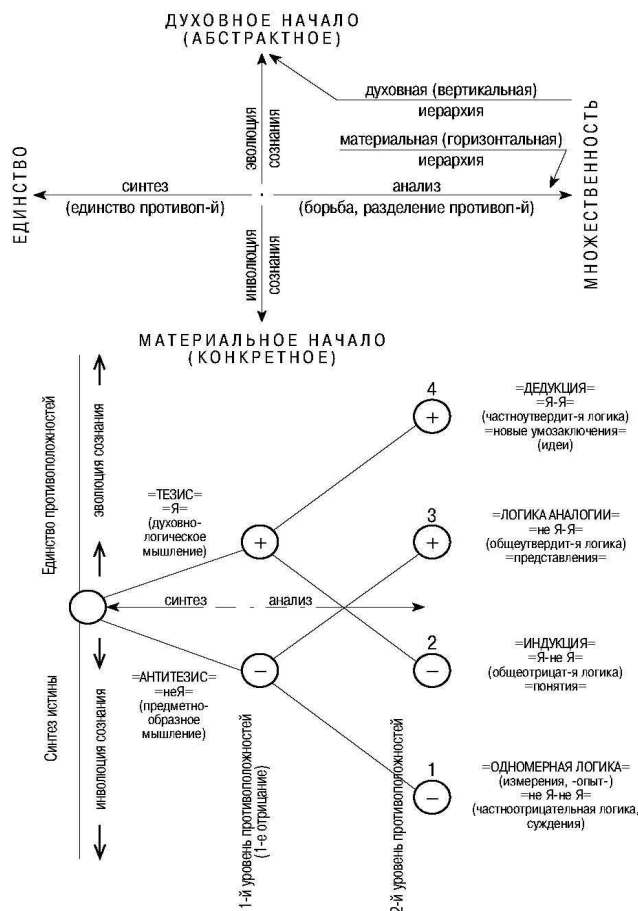 ДУХОВНОЕ НАЧАЛО
(АБСТРАКТНОЕ)
духовная (вертикальная)
иерархия
материальная (горизонтальная)
иерархия
эволюция
сознания
ЕДИНСТВО
синтез
(единство противоп-й)
анализ
(борьба, разделение противоп-й)
МНОЖЕСТВЕННОСТЬ
инволюция
сознания
МАТЕРИАЛЬНОЕ НАЧАЛО
(КОНКРЕТНОЕ)
Единство противоположностей
эволюция сознания
4
+
=ДЕДУКЦИЯ=
=Я-Я=
(частноутвердит-я логика)
=новые умозаключения=
(идеи)
=ТЕЗИС=
=Я=
(духовно-
логическое
мышление)
+
3
+
=ЛОГИКА АНАЛОГИИ=
=не Я-Я=
(общеутвердит-я логика)
=представления=
синтез
анализ
Синтез истины
инволюция сознания
=АНТИТЕЗИС=
=неЯ=
(предметно-
образное
мышление)
−
2
−
=ИНДУКЦИЯ=
=Я-не Я=
(общеотрицат-я логика)
=понятия=
1
−
=ОДНОМЕРНАЯ ЛОГИКА=
(измерения, -опыт-)
=не Я-не Я=
(частноотрицательная логика,
суждения)
1-й уровень противоположностей
(1-е отрицание)
2-й уровень противоположностей